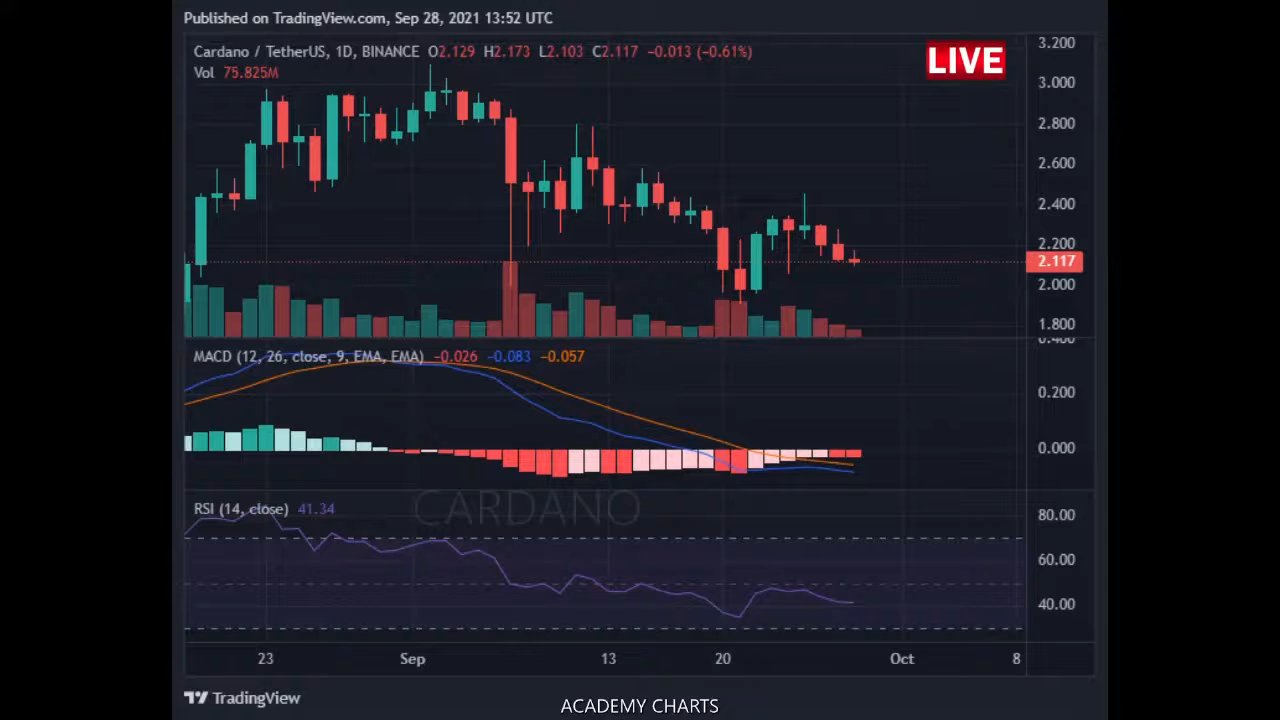 Published on TradingView.com, Sep 28, 2021 13:52 UTC
Cardano / TetherUS, 1D, BINANCE O2.129 H2.173 L2.103 C2.117 −0.013 (−0.61%)
LIVE
Vol 75.825M
3.200
3.000
2.800
2.600
2.400
2.200
2.117
2.000
1.800
0.400
MACD (12, 26, close, 9, EMA, EMA) −0.026 −0.083 −0.057
0.200
0.000
CARDANO
RSI (14, close) 41.34
80.00
60.00
40.00
23 Sep 13 20 Oct 8
TradingView
ACADEMY CHARTS